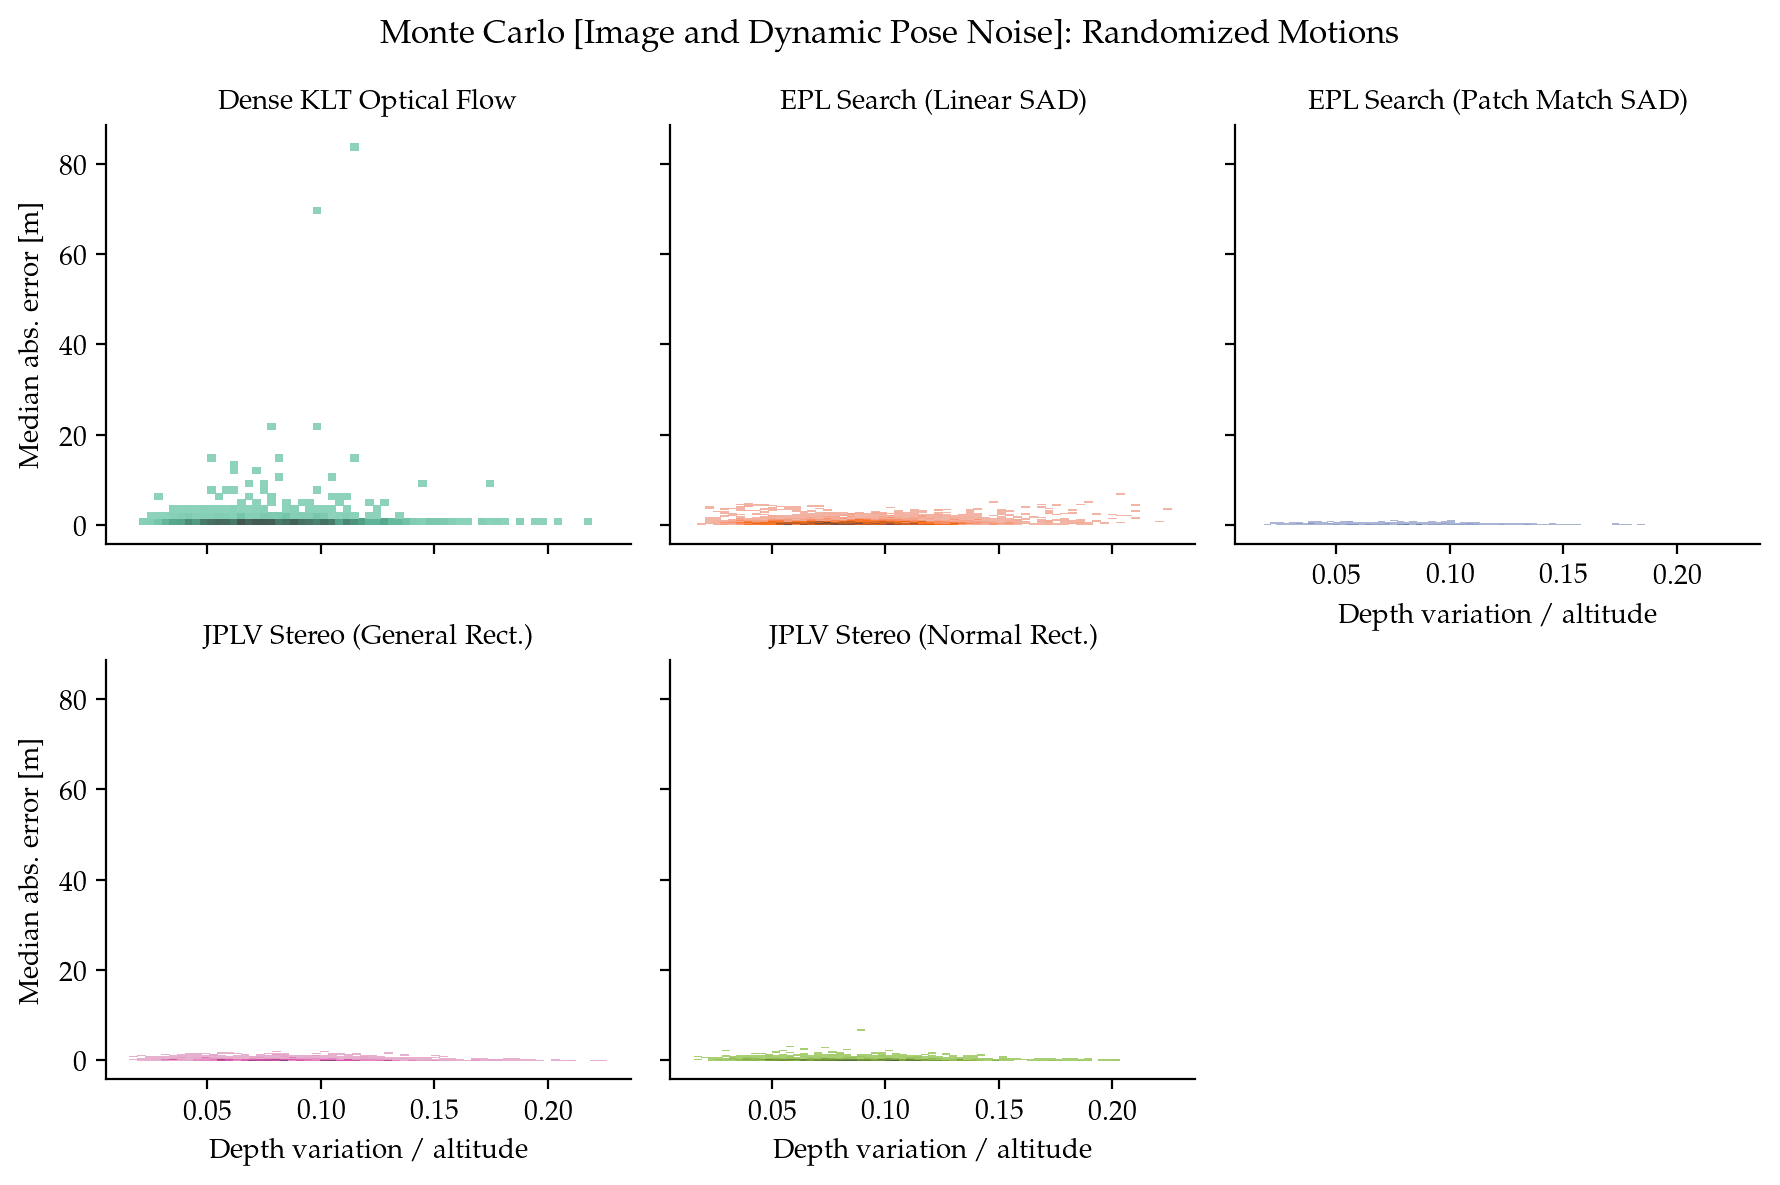 Monte Carlo [Image and Dynamic Pose Noise]: Randomized Motions
Dense KLT Optical Flow
EPL Search (Linear SAD)
EPL Search (Patch Match SAD)
Median abs. error [m]
80
60
40
20
0
0.05 0.10 0.15 0.20
Depth variation / altitude
JPLV Stereo (General Rect.)
JPLV Stereo (Normal Rect.)
Median abs. error [m]
80
60
40
20
0
0.05 0.10 0.15 0.20
Depth variation / altitude
0.05 0.10 0.15 0.20
Depth variation / altitude